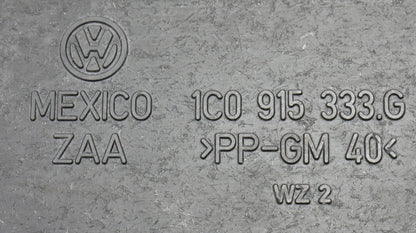 MEXICO 1C0 915 333.G
ZAA >PP-GM 40<
WZ 2